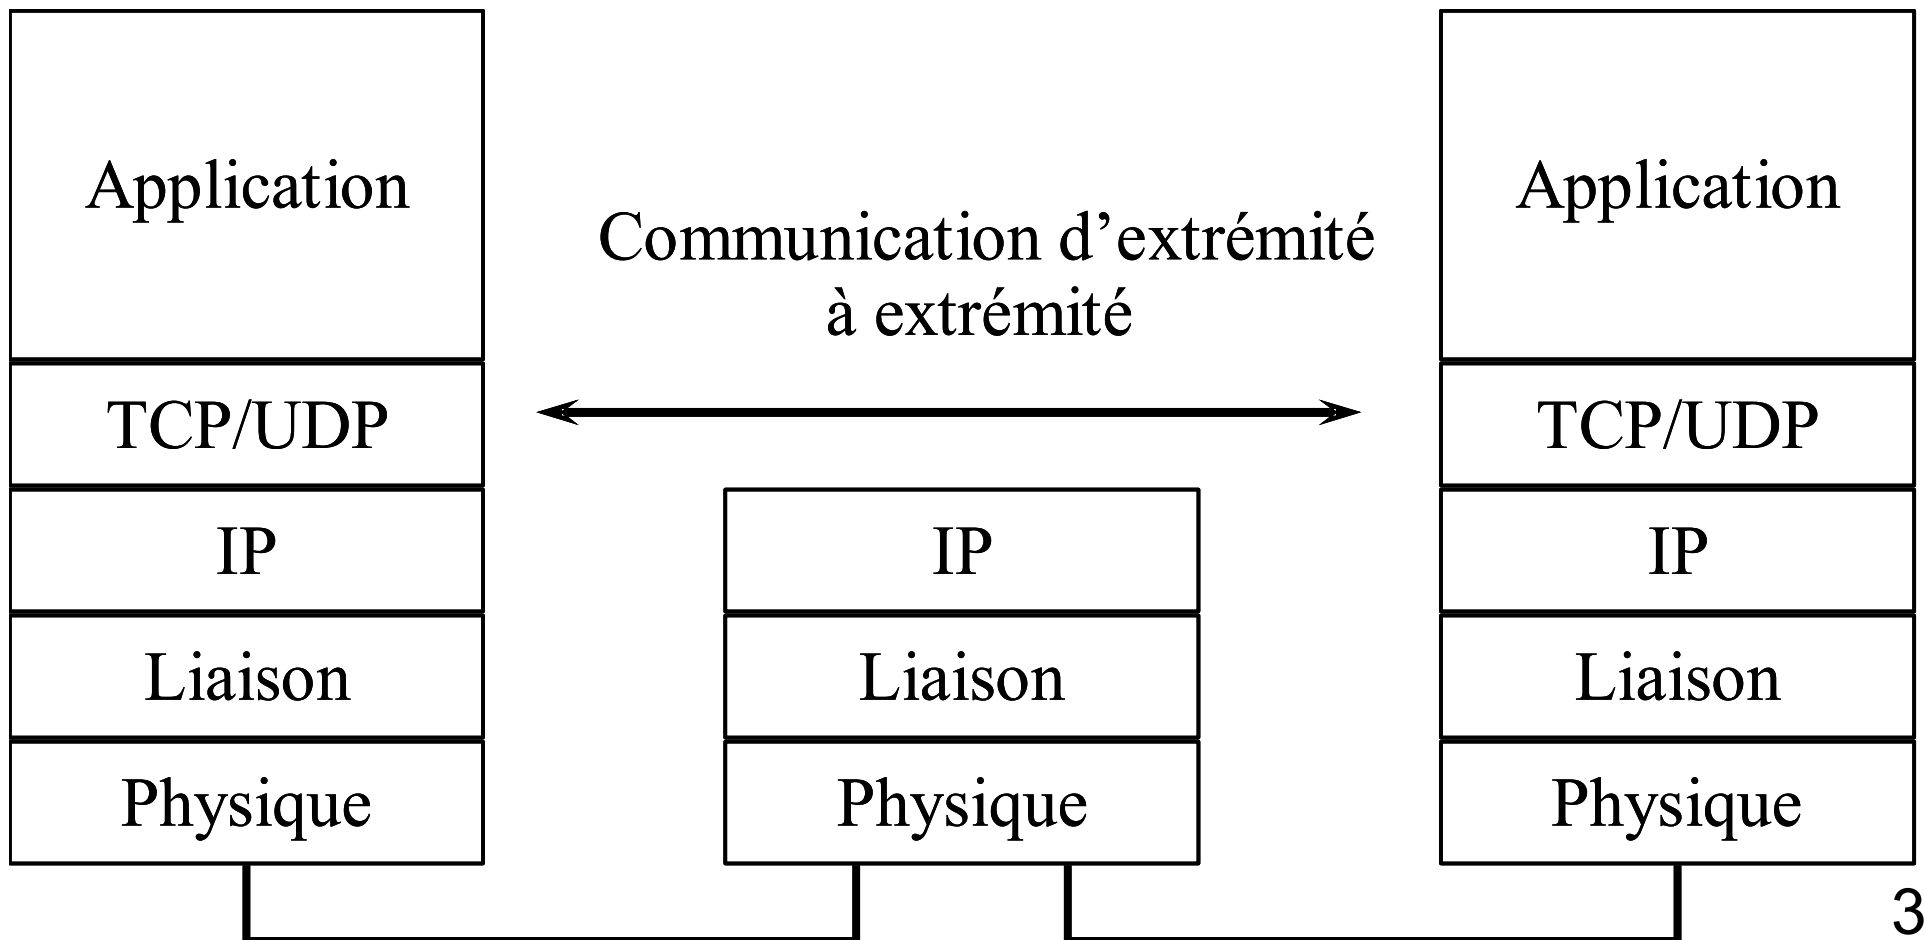 Application
TCP/UDP
IP
Liaison
Physique
Communication d’extrémité
à extrémité
IP
Liaison
Physique
Application
TCP/UDP
IP
Liaison
Physique
3